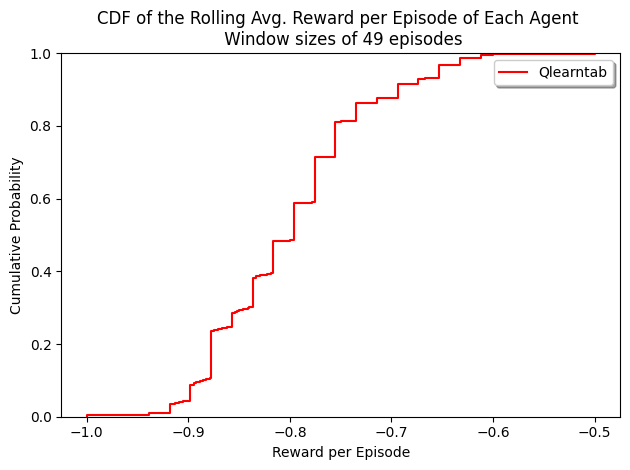 CDF of the Rolling Avg. Reward per Episode of Each Agent
Window sizes of 49 episodes
Qlearntab
Cumulative Probability
1.0
0.8
0.6
0.4
0.2
0.0
−1.0 −0.9 −0.8 −0.7 −0.6 −0.5
Reward per Episode